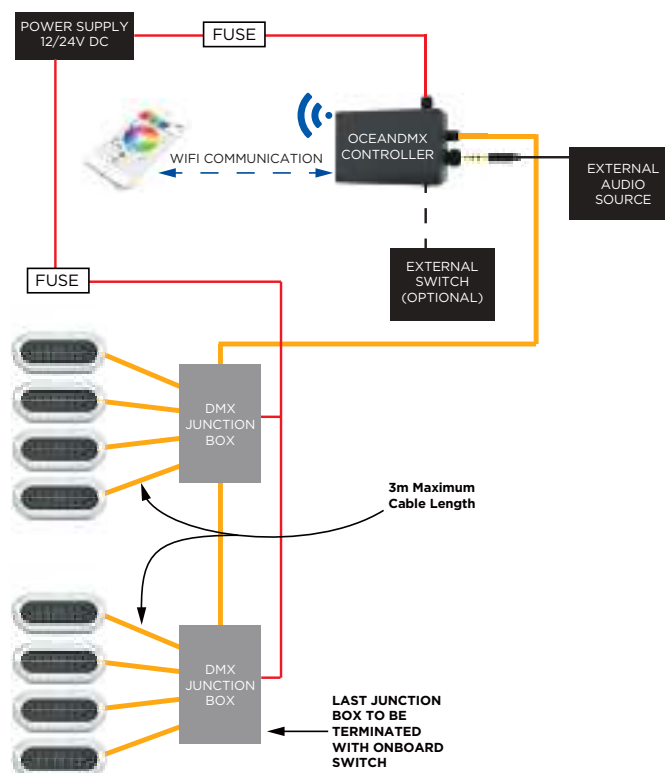 POWER SUPPLY
12/24V DC
FUSE
OCEANDMX
CONTROLLER
WIFI COMMUNICATION
EXTERNAL
AUDIO
SOURCE
EXTERNAL
SWITCH
(OPTIONAL)
FUSE
DMX
JUNCTION
BOX
3m Maximum
Cable Length
DMX
JUNCTION
BOX
LAST JUNCTION
BOX TO BE
TERMINATED
WITH ONBOARD
SWITCH